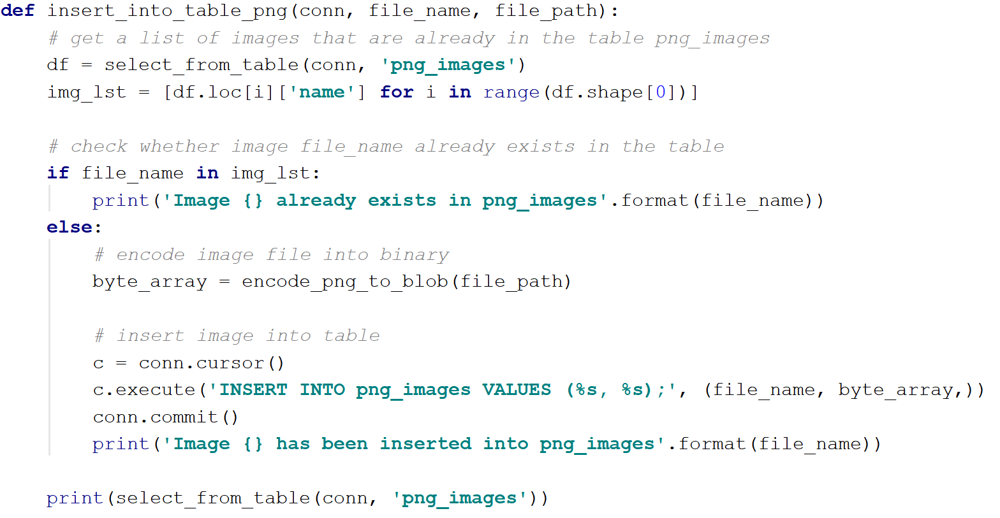 def insert_into_table_png(conn, file_name, file_path):
    # get a list of images that are already in the table png_images
    df = select_from_table(conn, 'png_images')
    img_lst = [df.loc[i]['name'] for i in range(df.shape[0])]

    # check whether image file_name already exists in the table
    if file_name in img_lst:
        print('Image {} already exists in png_images'.format(file_name))
    else:
        # encode image file into binary
        byte_array = encode_png_to_blob(file_path)

        # insert image into table
        c = conn.cursor()
        c.execute('INSERT INTO png_images VALUES (%s, %s);', (file_name, byte_array,))
        conn.commit()
        print('Image {} has been inserted into png_images'.format(file_name))

    print(select_from_table(conn, 'png_images'))